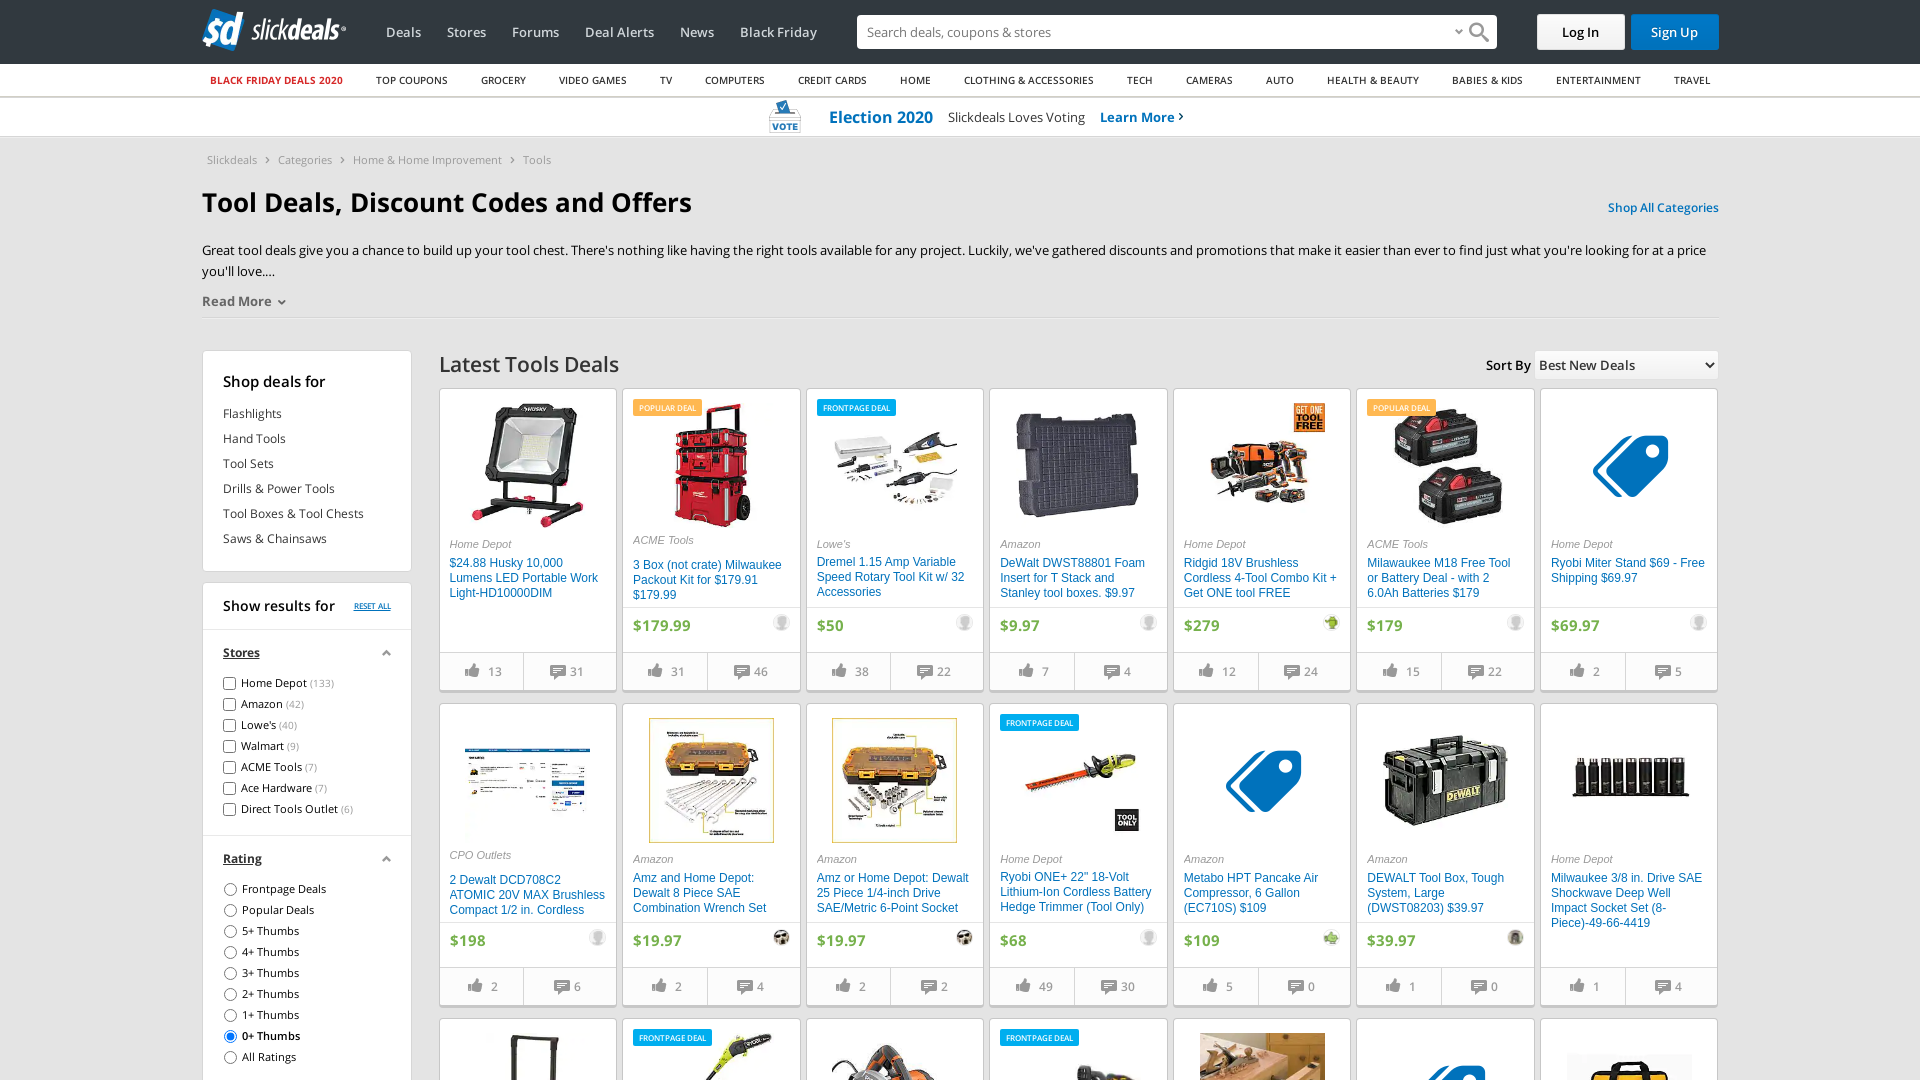 sd slickdeals
Deals
Stores
Forums
Deal Alerts
News
Black Friday
Search deals, coupons & stores
Log In
Sign Up
BLACK FRIDAY DEALS 2020
TOP COUPONS
GROCERY
VIDEO GAMES
TV
COMPUTERS
CREDIT CARDS
HOME
CLOTHING & ACCESSORIES
TECH
CAMERAS
AUTO
HEALTH & BEAUTY
BABIES & KIDS
ENTERTAINMENT
TRAVEL
VOTE
Election 2020
Slickdeals Loves Voting
Learn More
Slickdeals
Categories
Home & Home Improvement
Tools
Tool Deals, Discount Codes and Offers
Shop All Categories
Great tool deals give you a chance to build up your tool chest. There's nothing like having the right tools available for any project. Luckily, we've gathered discounts and promotions that make it easier than ever to find just what you're looking for at a price
you'll love....
Read More
Shop deals for
Flashlights
Hand Tools
Tool Sets
Drills & Power Tools
Tool Boxes & Tool Chests
Saws & Chainsaws
Show results for
RESET ALL
Stores
Home Depot (133)
Amazon (42)
Lowe's (40)
Walmart (9)
ACME Tools (7)
Ace Hardware (7)
Direct Tools Outlet (6)
Rating
Frontpage Deals
Popular Deals
5+ Thumbs
4+ Thumbs
3+ Thumbs
2+ Thumbs
1+ Thumbs
0+ Thumbs
All Ratings
Latest Tools Deals
Sort By
Best New Deals
HUSKY
Home Depot
$24.88 Husky 10,000
Lumens LED Portable Work
Light-HD10000DIM
13
31
POPULAR DEAL
ACME Tools
3 Box (not crate) Milwaukee
Packout Kit for $179.91
$179.99
$179.99
31
46
FRONTPAGE DEAL
Lowe's
Dremel 1.15 Amp Variable
Speed Rotary Tool Kit w/ 32
Accessories
$50
38
22
Amazon
DeWalt DWST88801 Foam
Insert for T Stack and
Stanley tool boxes. $9.97
$9.97
7
4
GET ONE
TOOL
FREE
Home Depot
Ridgid 18V Brushless
Cordless 4-Tool Combo Kit +
Get ONE tool FREE
$279
12
24
POPULAR DEAL
ACME Tools
Milawaukee M18 Free Tool
or Battery Deal - with 2
6.0Ah Batteries $179
$179
15
22
Home Depot
Ryobi Miter Stand $69 - Free
Shipping $69.97
$69.97
2
5
CPO Outlets
2 Dewalt DCD708C2
ATOMIC 20V MAX Brushless
Compact 1/2 in. Cordless
$198
2
6
Amazon
Amz and Home Depot:
Dewalt 8 Piece SAE
Combination Wrench Set
$19.97
2
4
Amazon
Amz or Home Depot: Dewalt
25 Piece 1/4-inch Drive
SAE/Metric 6-Point Socket
$19.97
2
2
FRONTPAGE DEAL
TOOL
ONLY
Home Depot
Ryobi ONE+ 22" 18-Volt
Lithium-Ion Cordless Battery
Hedge Trimmer (Tool Only)
$68
49
30
Amazon
Metabo HPT Pancake Air
Compressor, 6 Gallon
(EC710S) $109
$109
5
0
DEWALT
Amazon
DEWALT Tool Box, Tough
System, Large
(DWST08203) $39.97
$39.97
1
0
Home Depot
Milwaukee 3/8 in. Drive SAE
Shockwave Deep Well
Impact Socket Set (8-
Piece)-49-66-4419
1
4
FRONTPAGE DEAL
FRONTPAGE DEAL